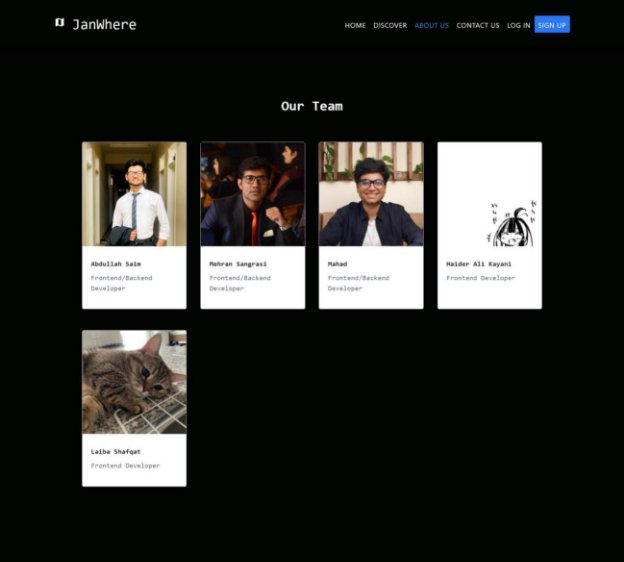 JanWhere
HOME DISCOVER ABOUT US CONTACT US LOG IN SIGN UP
Our Team
Abdullah Saim
Frontend/Backend
Developer
Mehran Sangrasi
Frontend/Backend
Developer
Mahad
Frontend/Backend
Developer
Haider Ali Kayani
Frontend Developer
Laiba Shafqat
Frontend Developer